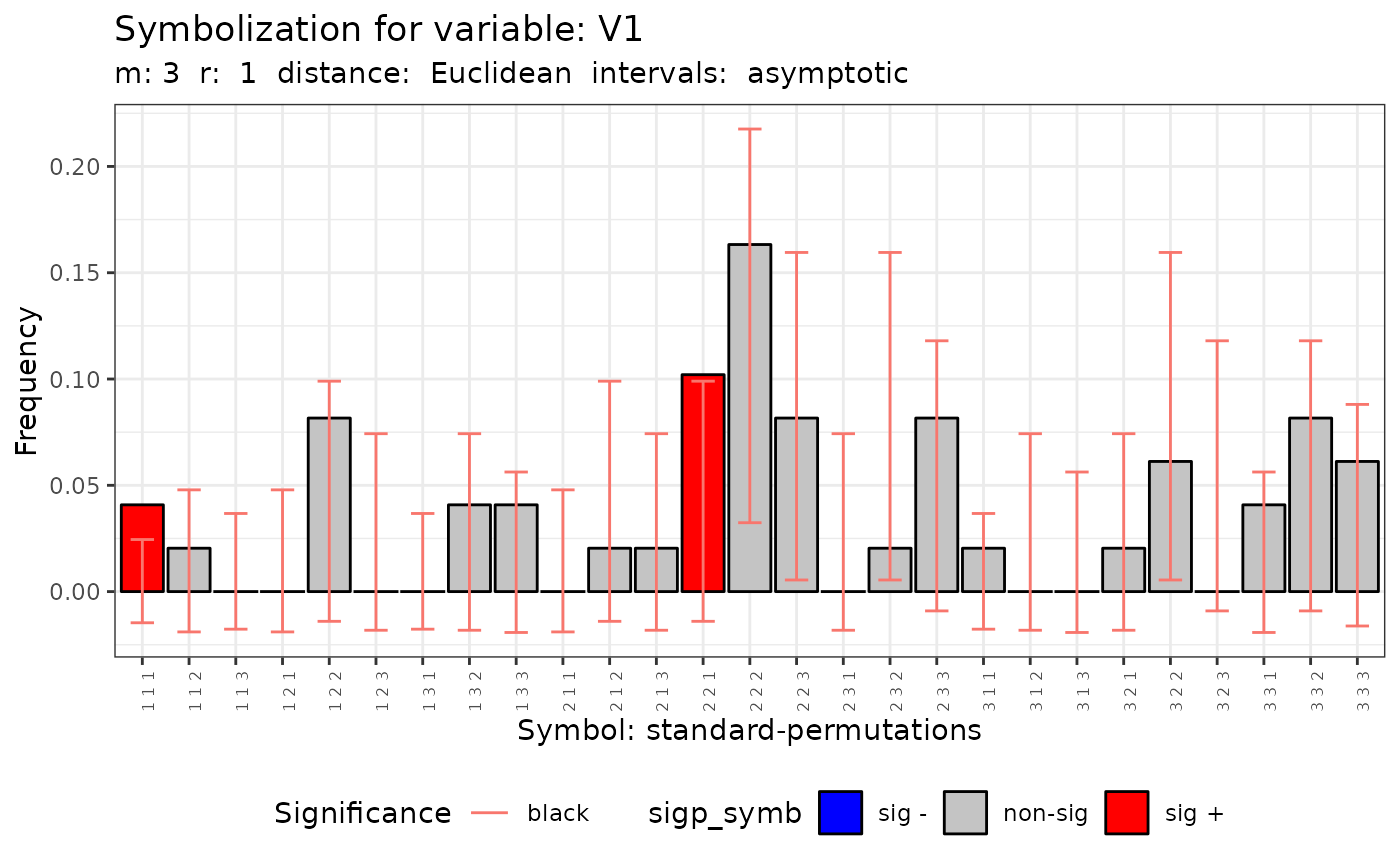 Symbolization for variable: V1
m: 3 r: 1 distance: Euclidean intervals: asymptotic
Frequency
0.20
0.15
0.10
0.05
0.00
1 1 1
1 1 2
1 1 3
1 2 1
1 2 2
1 2 3
1 3 1
1 3 2
1 3 3
2 1 1
2 1 2
2 1 3
2 2 1
2 2 2
2 2 3
2 3 1
2 3 2
2 3 3
3 1 1
3 1 2
3 1 3
3 2 1
3 2 2
3 2 3
3 3 1
3 3 2
3 3 3
Symbol: standard-permutations
Significance black sigp_symb sig - non-sig sig +